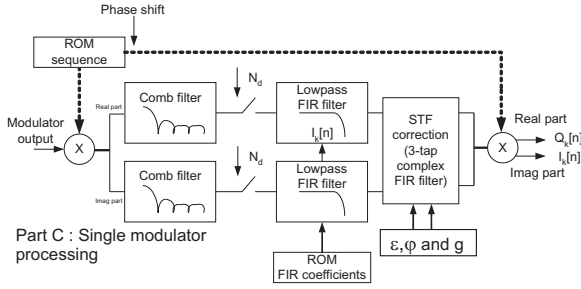 Phase shift
ROM
sequence
Modulator
output
X
Real part
Comb filter
N_d
Lowpass
FIR filter
I_k[n]
Imag part
Comb filter
N_d
Lowpass
FIR filter
STF
correction
(3-tap
complex
FIR filter)
X
Real part
Q_k[n]
I_k[n]
Imag part
ε,φ and g
ROM
FIR coefficients
Part C : Single modulator
processing